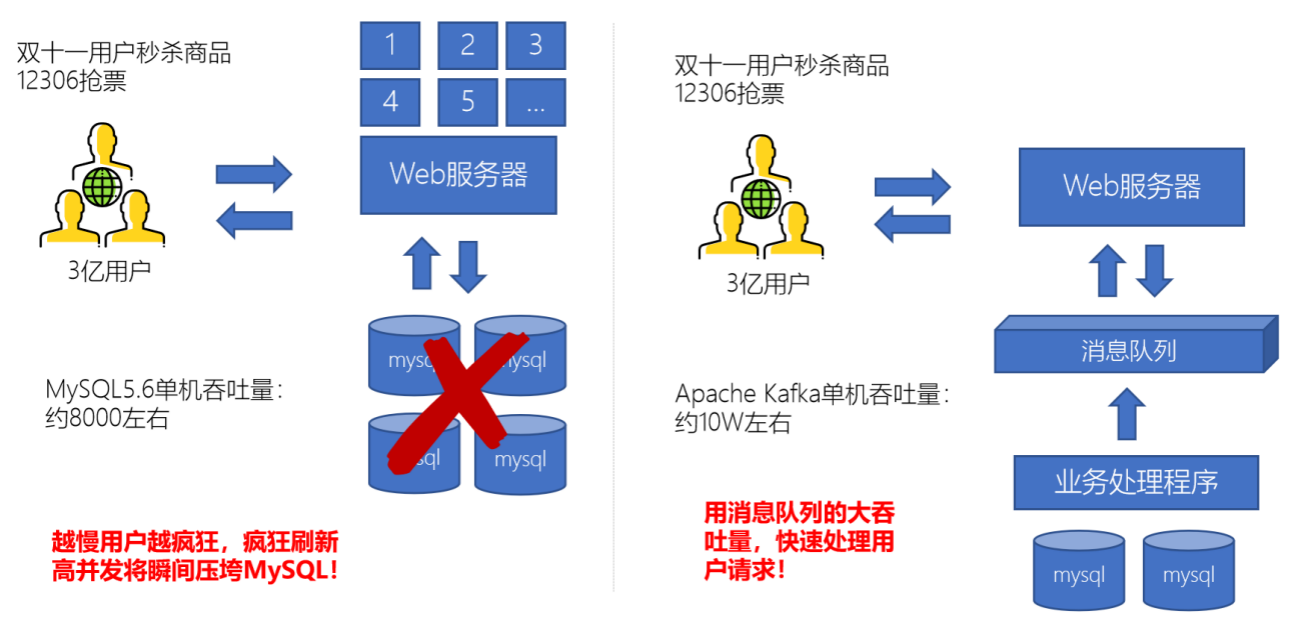 双十一用户秒杀商品
12306抢票
3亿用户
1
2
3
4
5
...
Web服务器
mysql
mysql
mysql
mysql
MySQL5.6单机吞吐量：
约8000左右
越慢用户越疯狂，疯狂刷新
高并发将瞬间压垮MySQL！
双十一用户秒杀商品
12306抢票
3亿用户
Web服务器
消息队列
Apache Kafka单机吞吐量：
约10W左右
业务处理程序
用消息队列的大吞
吐量，快速处理用
户请求！
mysql
mysql